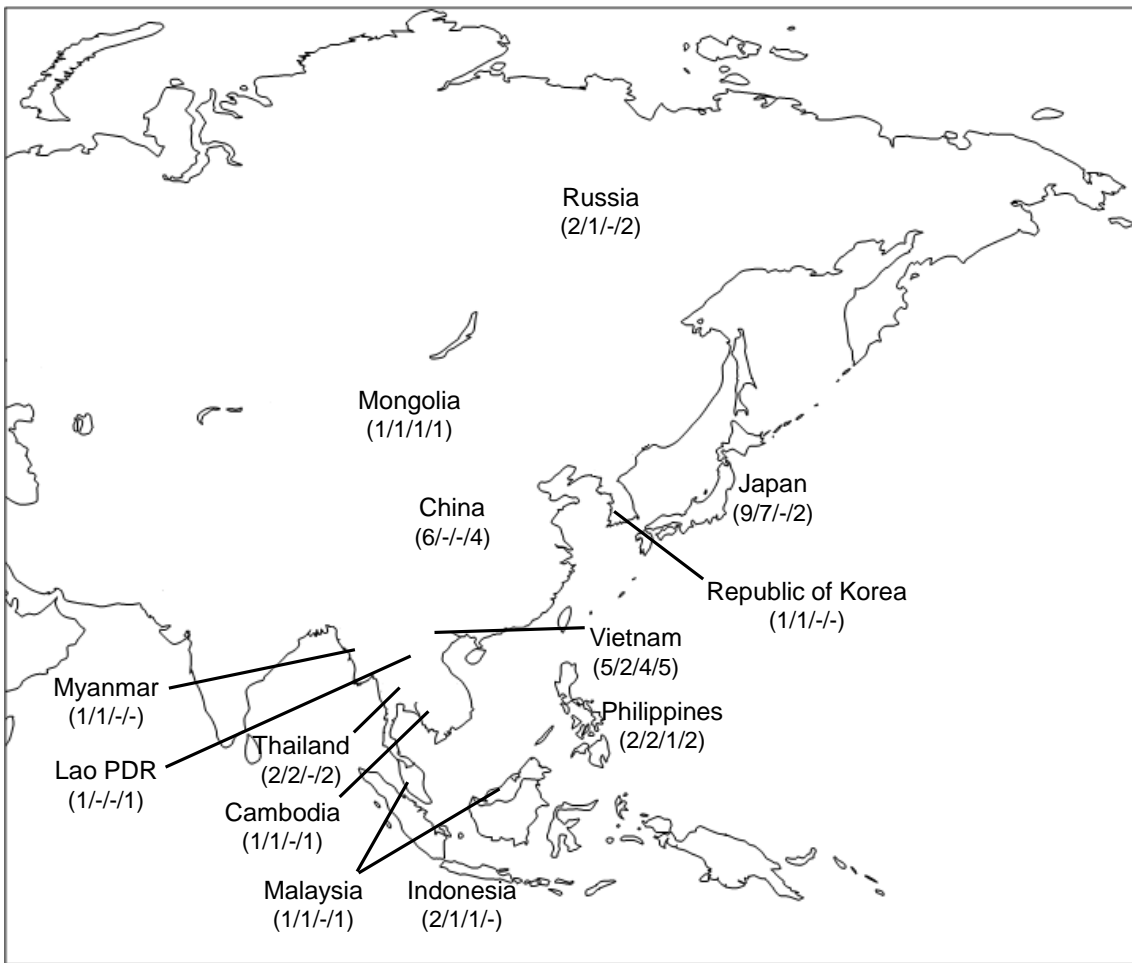 Russia
(2/1/-/2)
Mongolia
(1/1/1/1)
China
(6/-/-/4)
Japan
(9/7/-/2)
Republic of Korea
(1/1/-/-)
Vietnam
(5/2/4/5)
Myanmar
(1/1/-/-)
Philippines
(2/2/1/2)
Thailand
(2/2/-/2)
Lao PDR
(1/-/-/1)
Cambodia
(1/1/-/1)
Malaysia
(1/1/-/1)
Indonesia
(2/1/1/-)